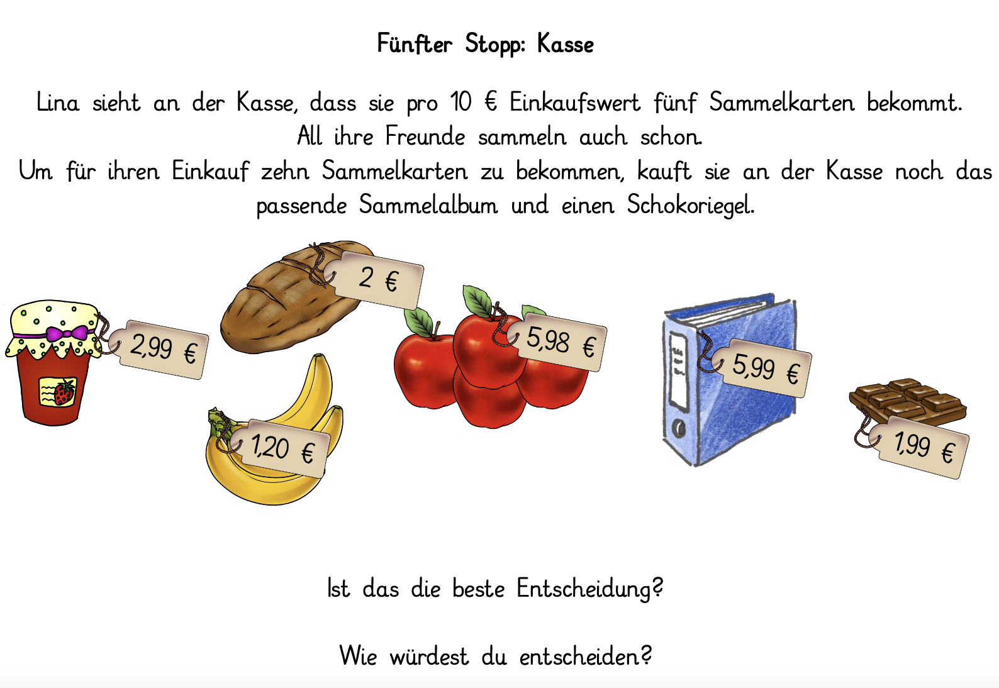 Fünfter Stopp: Kasse
Lina sieht an der Kasse, dass sie pro 10 € Einkaufswert fünf Sammelkarten bekommt.
All ihre Freunde sammeln auch schon.
Um für ihren Einkauf zehn Sammelkarten zu bekommen, kauft sie an der Kasse noch das
passende Sammelalbum und einen Schokoriegel.
2 €
2,99 €
5,98 €
5,99 €
1,20 €
1,99 €
Ist das die beste Entscheidung?
Wie würdest du entscheiden?